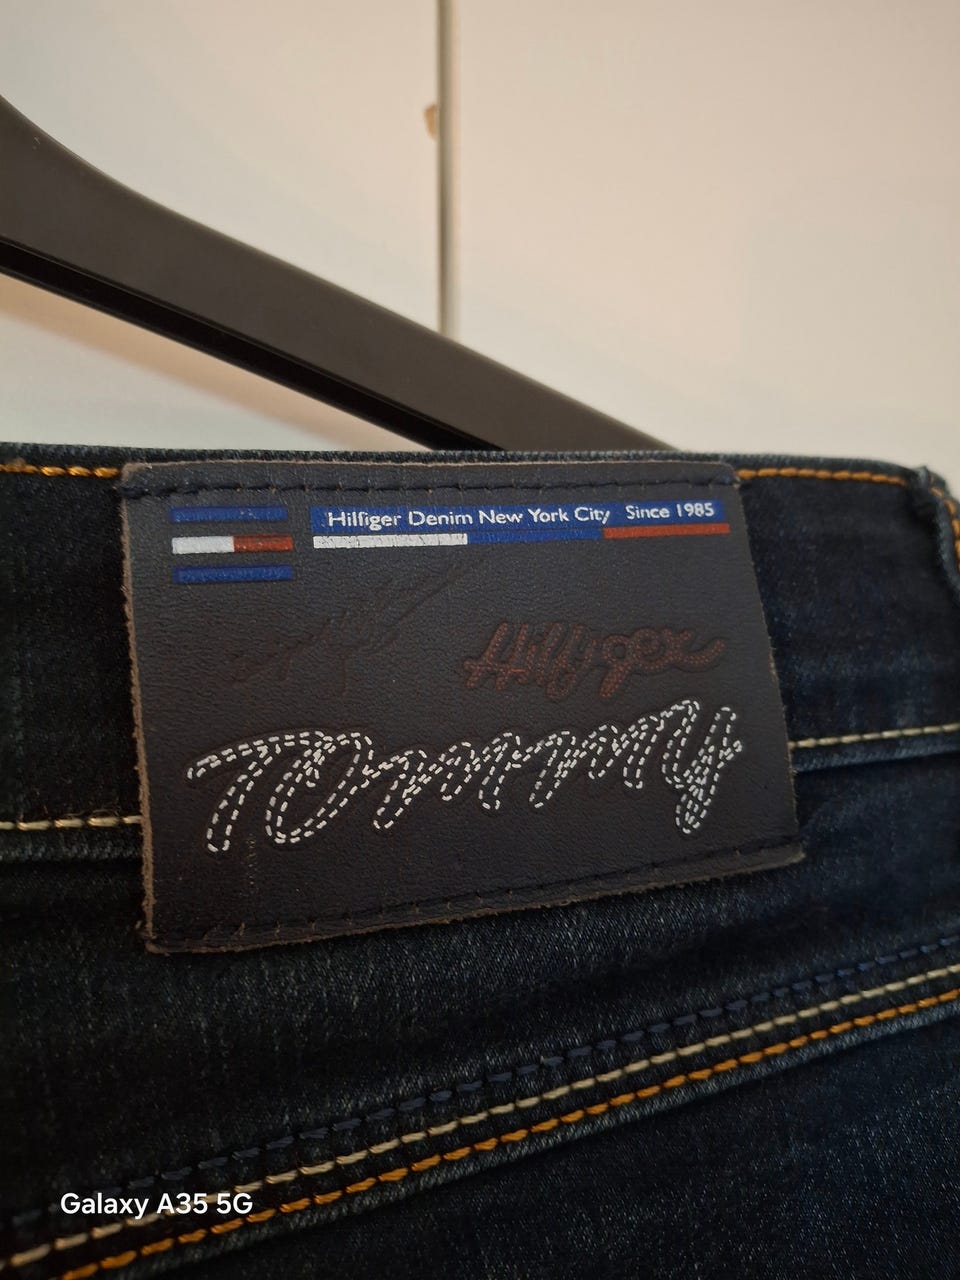 Hilfiger Denim New York City Since 1985
Hilfiger
Tommy
Galaxy A35 5G